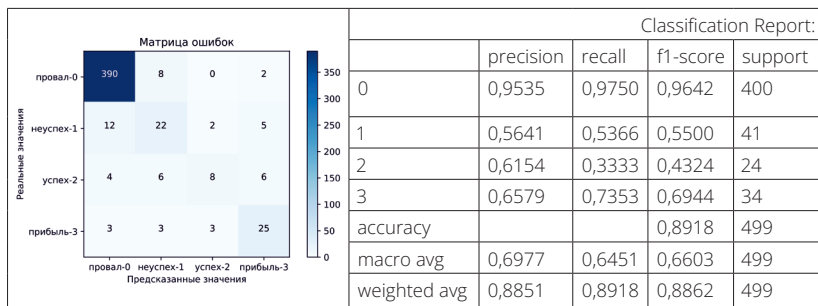 Матрица ошибок
Реальные значения
провал-0 390 8 0 2
неуспех-1 12 22 2 5
успех-2 4 6 8 6
прибыль-3 3 3 3 25
провал-0 неуспех-1 успех-2 прибыль-3
Предсказанные значения
350
300
250
200
150
100
50
0
Classification Report:
precision recall f1-score support
0 0,9535 0,9750 0,9642 400
1 0,5641 0,5366 0,5500 41
2 0,6154 0,3333 0,4324 24
3 0,6579 0,7353 0,6944 34
accuracy 0,8918 499
macro avg 0,6977 0,6451 0,6603 499
weighted avg 0,8851 0,8918 0,8862 499